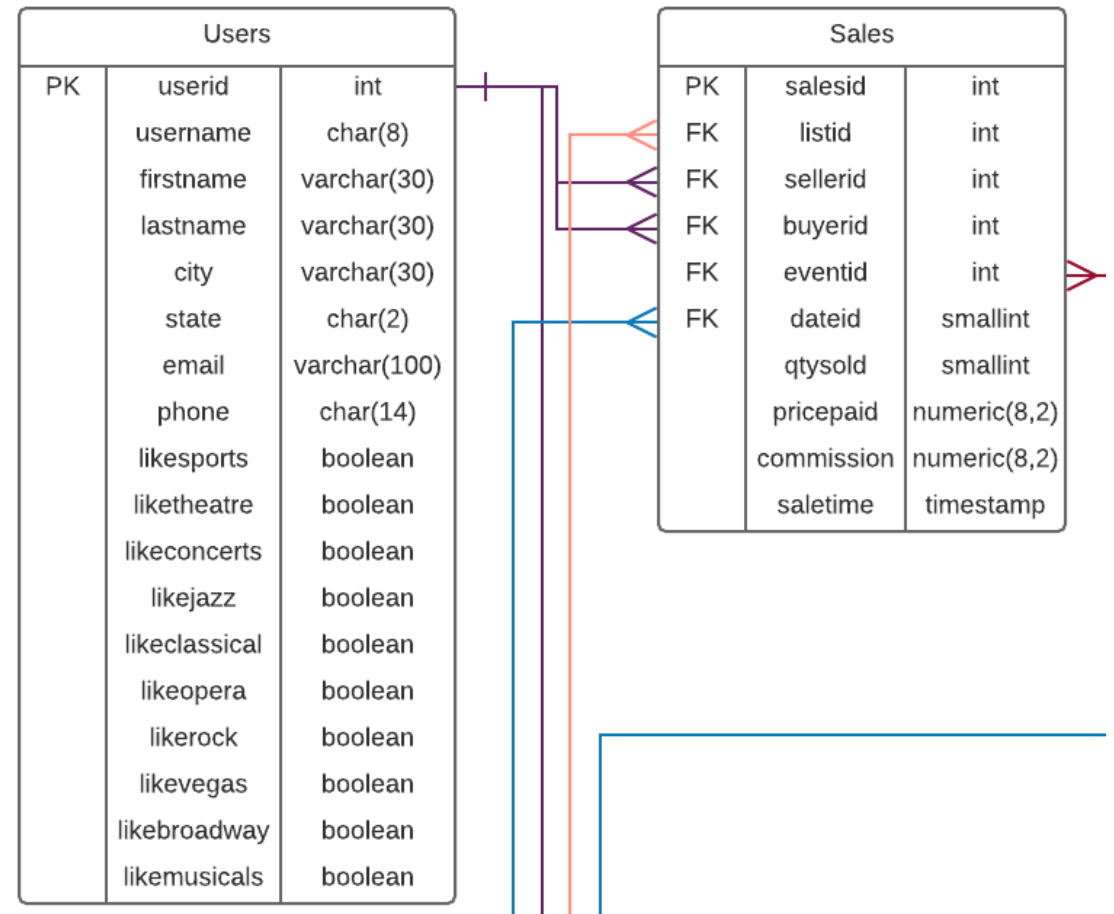 Users
PK userid int
username char(8)
firstname varchar(30)
lastname varchar(30)
city varchar(30)
state char(2)
email varchar(100)
phone char(14)
likesports boolean
liketheatre boolean
likeconcerts boolean
likejazz boolean
likeclassical boolean
likeopera boolean
likerock boolean
likevegas boolean
likebroadway boolean
likemusicals boolean
Sales
PK salesid int
FK listid int
FK sellerid int
FK buyerid int
FK eventid int
FK dateid smallint
qtysold smallint
pricepaid numeric(8,2)
commission numeric(8,2)
saletime timestamp